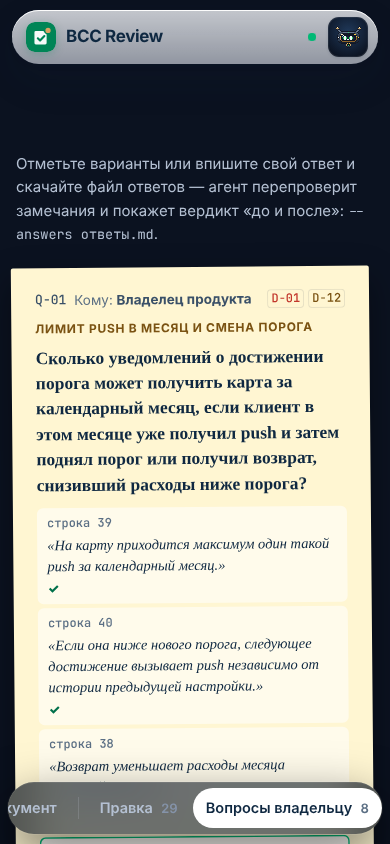 BCC Review
Отметьте варианты или впишите свой ответ и
скачайте файл ответов — агент перепроверит
замечания и покажет вердикт «до и после»: --
answers ответы.md.
Q-01 Кому: Владелец продукта D-01 D-12
ЛИМИТ PUSH В МЕСЯЦ И СМЕНА ПОРОГА
Сколько уведомлений о достижении
порога может получить карта за
календарный месяц, если клиент в
этом месяце уже получил push и затем
поднял порог или получил возврат,
снизивший расходы ниже порога?
строка 39
«На карту приходится максимум один такой
push за календарный месяц.»
строка 40
«Если она ниже нового порога, следующее
достижение вызывает push независимо от
истории предыдущей настройки.»
строка 38
«Возврат уменьшает расходы месяца
кумент Правка 29 Вопросы владельцу 8